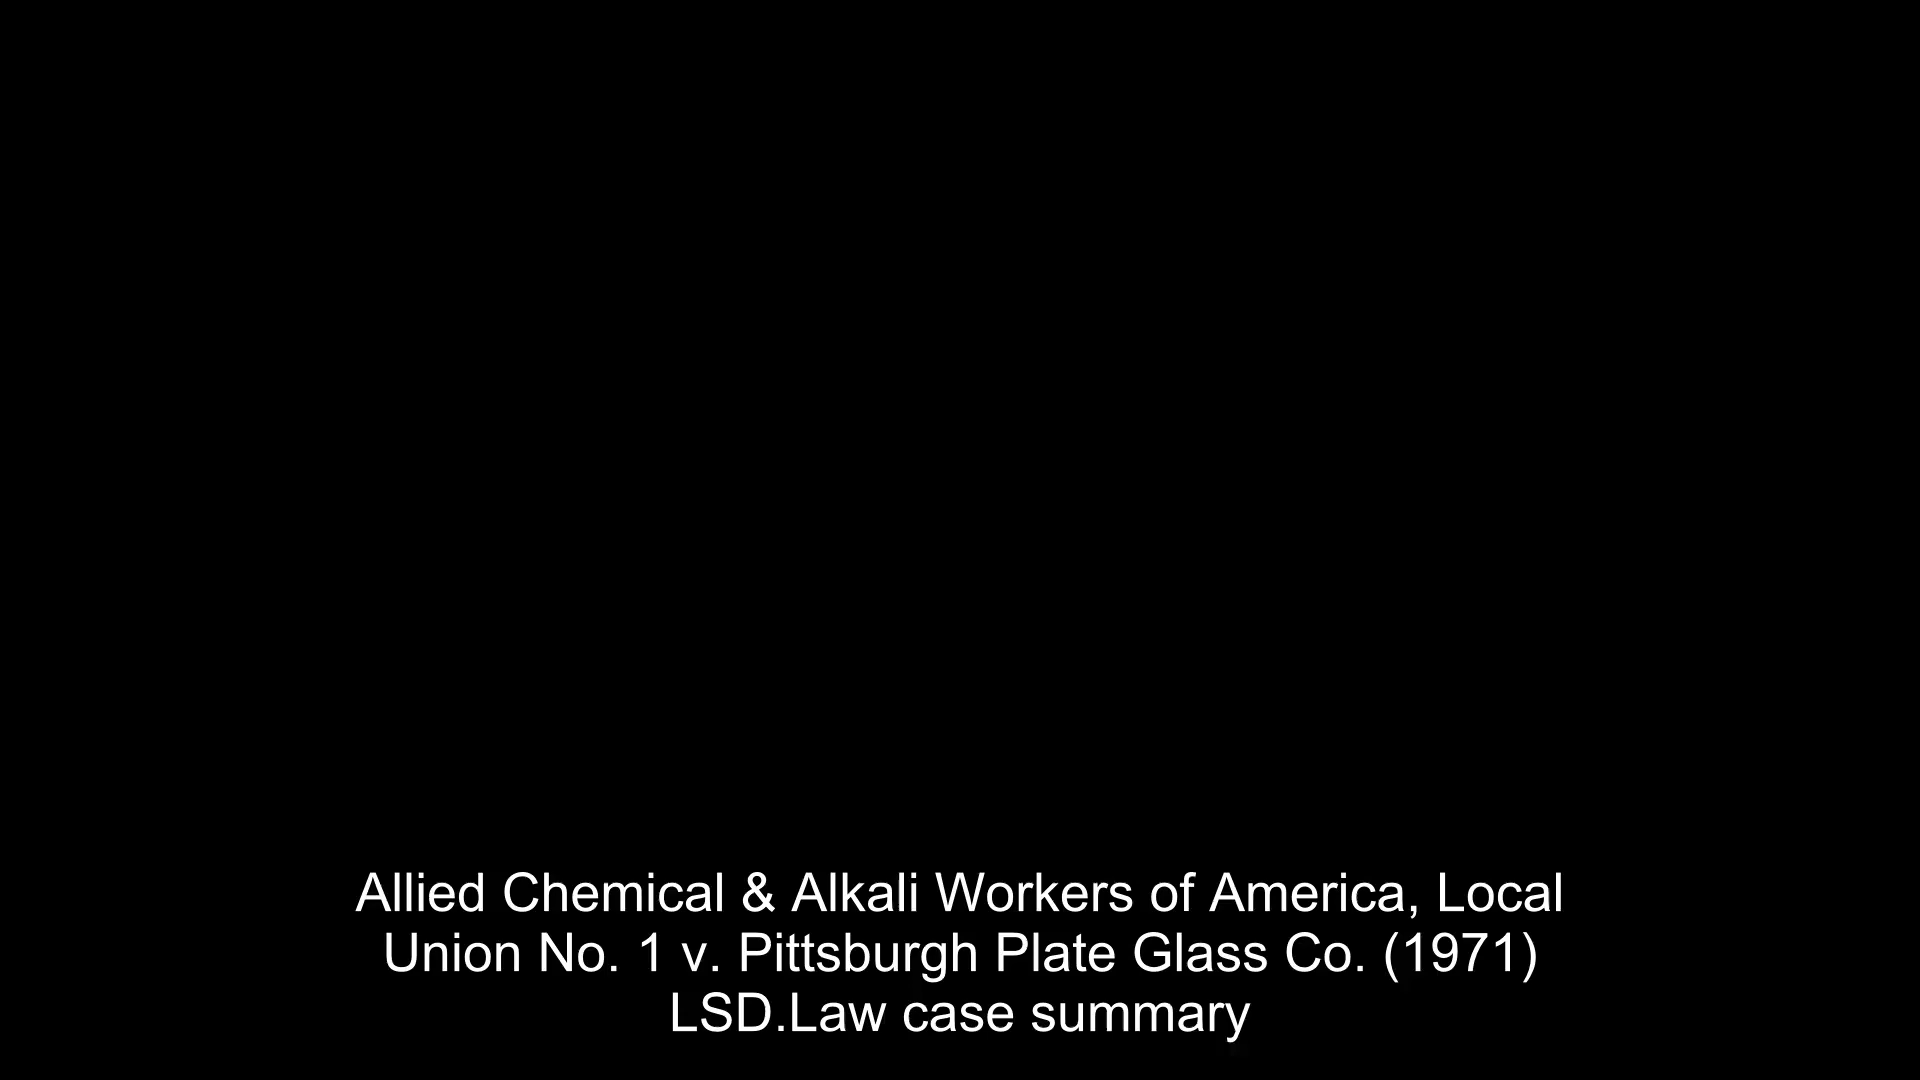 Allied Chemical & Alkali Workers of America, Local
Union No. 1 v. Pittsburgh Plate Glass Co. (1971)
LSD.Law case summary